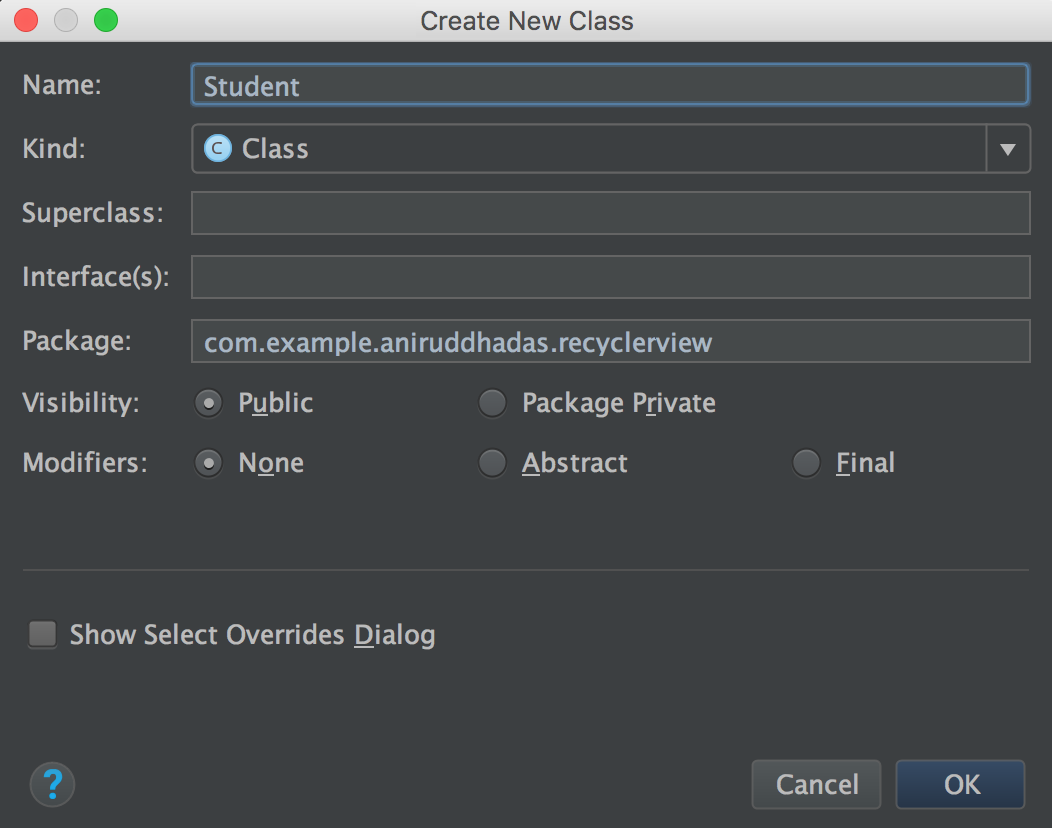 Create New Class
Name: Student
Kind: C Class
Superclass:
Interface(s):
Package: com.example.aniruddhadas.recyclerview
Visibility: Public Package Private
Modifiers: None Abstract Final
Show Select Overrides Dialog
? Cancel OK